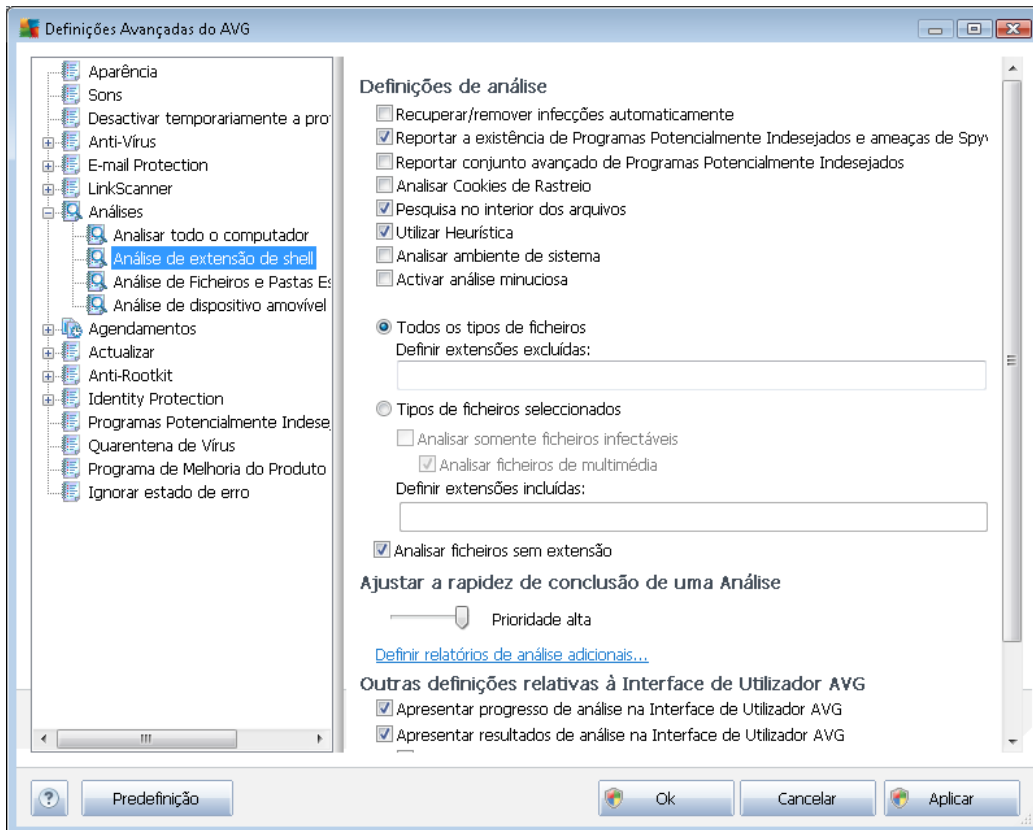 Definições Avançadas do AVG
Aparência
Sons
Desactivar temporariamente a pro
Anti-Vírus
E-mail Protection
LinkScanner
Análises
Analisar todo o computador
Análise de extensão de shell
Análise de Ficheiros e Pastas Es
Análise de dispositivo amovível
Agendamentos
Actualizar
Anti-Rootkit
Identity Protection
Programas Potencialmente Indese
Quarentena de Vírus
Programa de Melhoria do Produto
Ignorar estado de erro
Definições de análise
Recuperar/remover infecções automaticamente
Reportar a existência de Programas Potencialmente Indesejados e ameaças de Spyw
Reportar conjunto avançado de Programas Potencialmente Indesejados
Analisar Cookies de Rastreio
Pesquisa no interior dos arquivos
Utilizar Heurística
Analisar ambiente de sistema
Activar análise minuciosa
Todos os tipos de ficheiros
Definir extensões excluídas:
Tipos de ficheiros seleccionados
Analisar somente ficheiros infectáveis
Analisar ficheiros de multimédia
Definir extensões incluídas:
Analisar ficheiros sem extensão
Ajustar a rapidez de conclusão de uma Análise
Prioridade alta
Definir relatórios de análise adicionais...
Outras definições relativas à Interface de Utilizador AVG
Apresentar progresso de análise na Interface de Utilizador AVG
Apresentar resultados de análise na Interface de Utilizador AVG
? Predefinição Ok Cancelar Aplicar